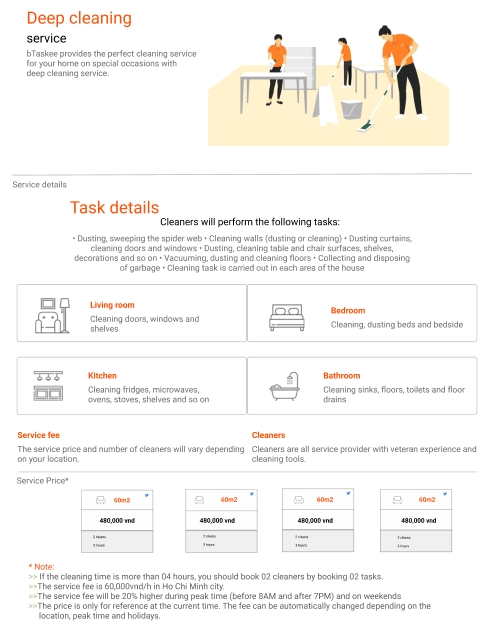 Deep cleaning
service
bTaskee provides the perfect cleaning service
for your home on special occasions with
deep cleaning service.
Service details
Task details
Cleaners will perform the following tasks:
• Dusting, sweeping the spider web • Cleaning walls (dusting or cleaning) • Dusting curtains,
cleaning doors and windows • Dusting, cleaning table and chair surfaces, shelves,
decorations and so on • Vacuuming, dusting and cleaning floors • Collecting and disposing
of garbage • Cleaning task is carried out in each area of the house
Living room
Cleaning doors, windows and
shelves
Bedroom
Cleaning, dusting beds and bedside
Kitchen
Cleaning fridges, microwaves,
ovens, stoves, shelves and so on
Bathroom
Cleaning sinks, floors, toilets and floor
drains
Service fee
The service price and number of cleaners will vary depending
on your location.
Cleaners
Cleaners are all service provider with veteran experience and
cleaning tools.
Service Price*
60m2
480,000 vnd
2 cleans
3 hours
60m2
480,000 vnd
2 cleans
3 hours
60m2
480,000 vnd
2 cleans
3 hours
60m2
480,000 vnd
3 hours
* Note:
>> If the cleaning time is more than 04 hours, you should book 02 cleaners by booking 02 tasks.
>>The service fee is 60,000vnd/h in Ho Chi Minh city.
>>The service fee will be 20% higher during peak time (before 8AM and after 7PM) and on weekends
>>The price is only for reference at the current time. The fee can be automatically changed depending on the
location, peak time and holidays.